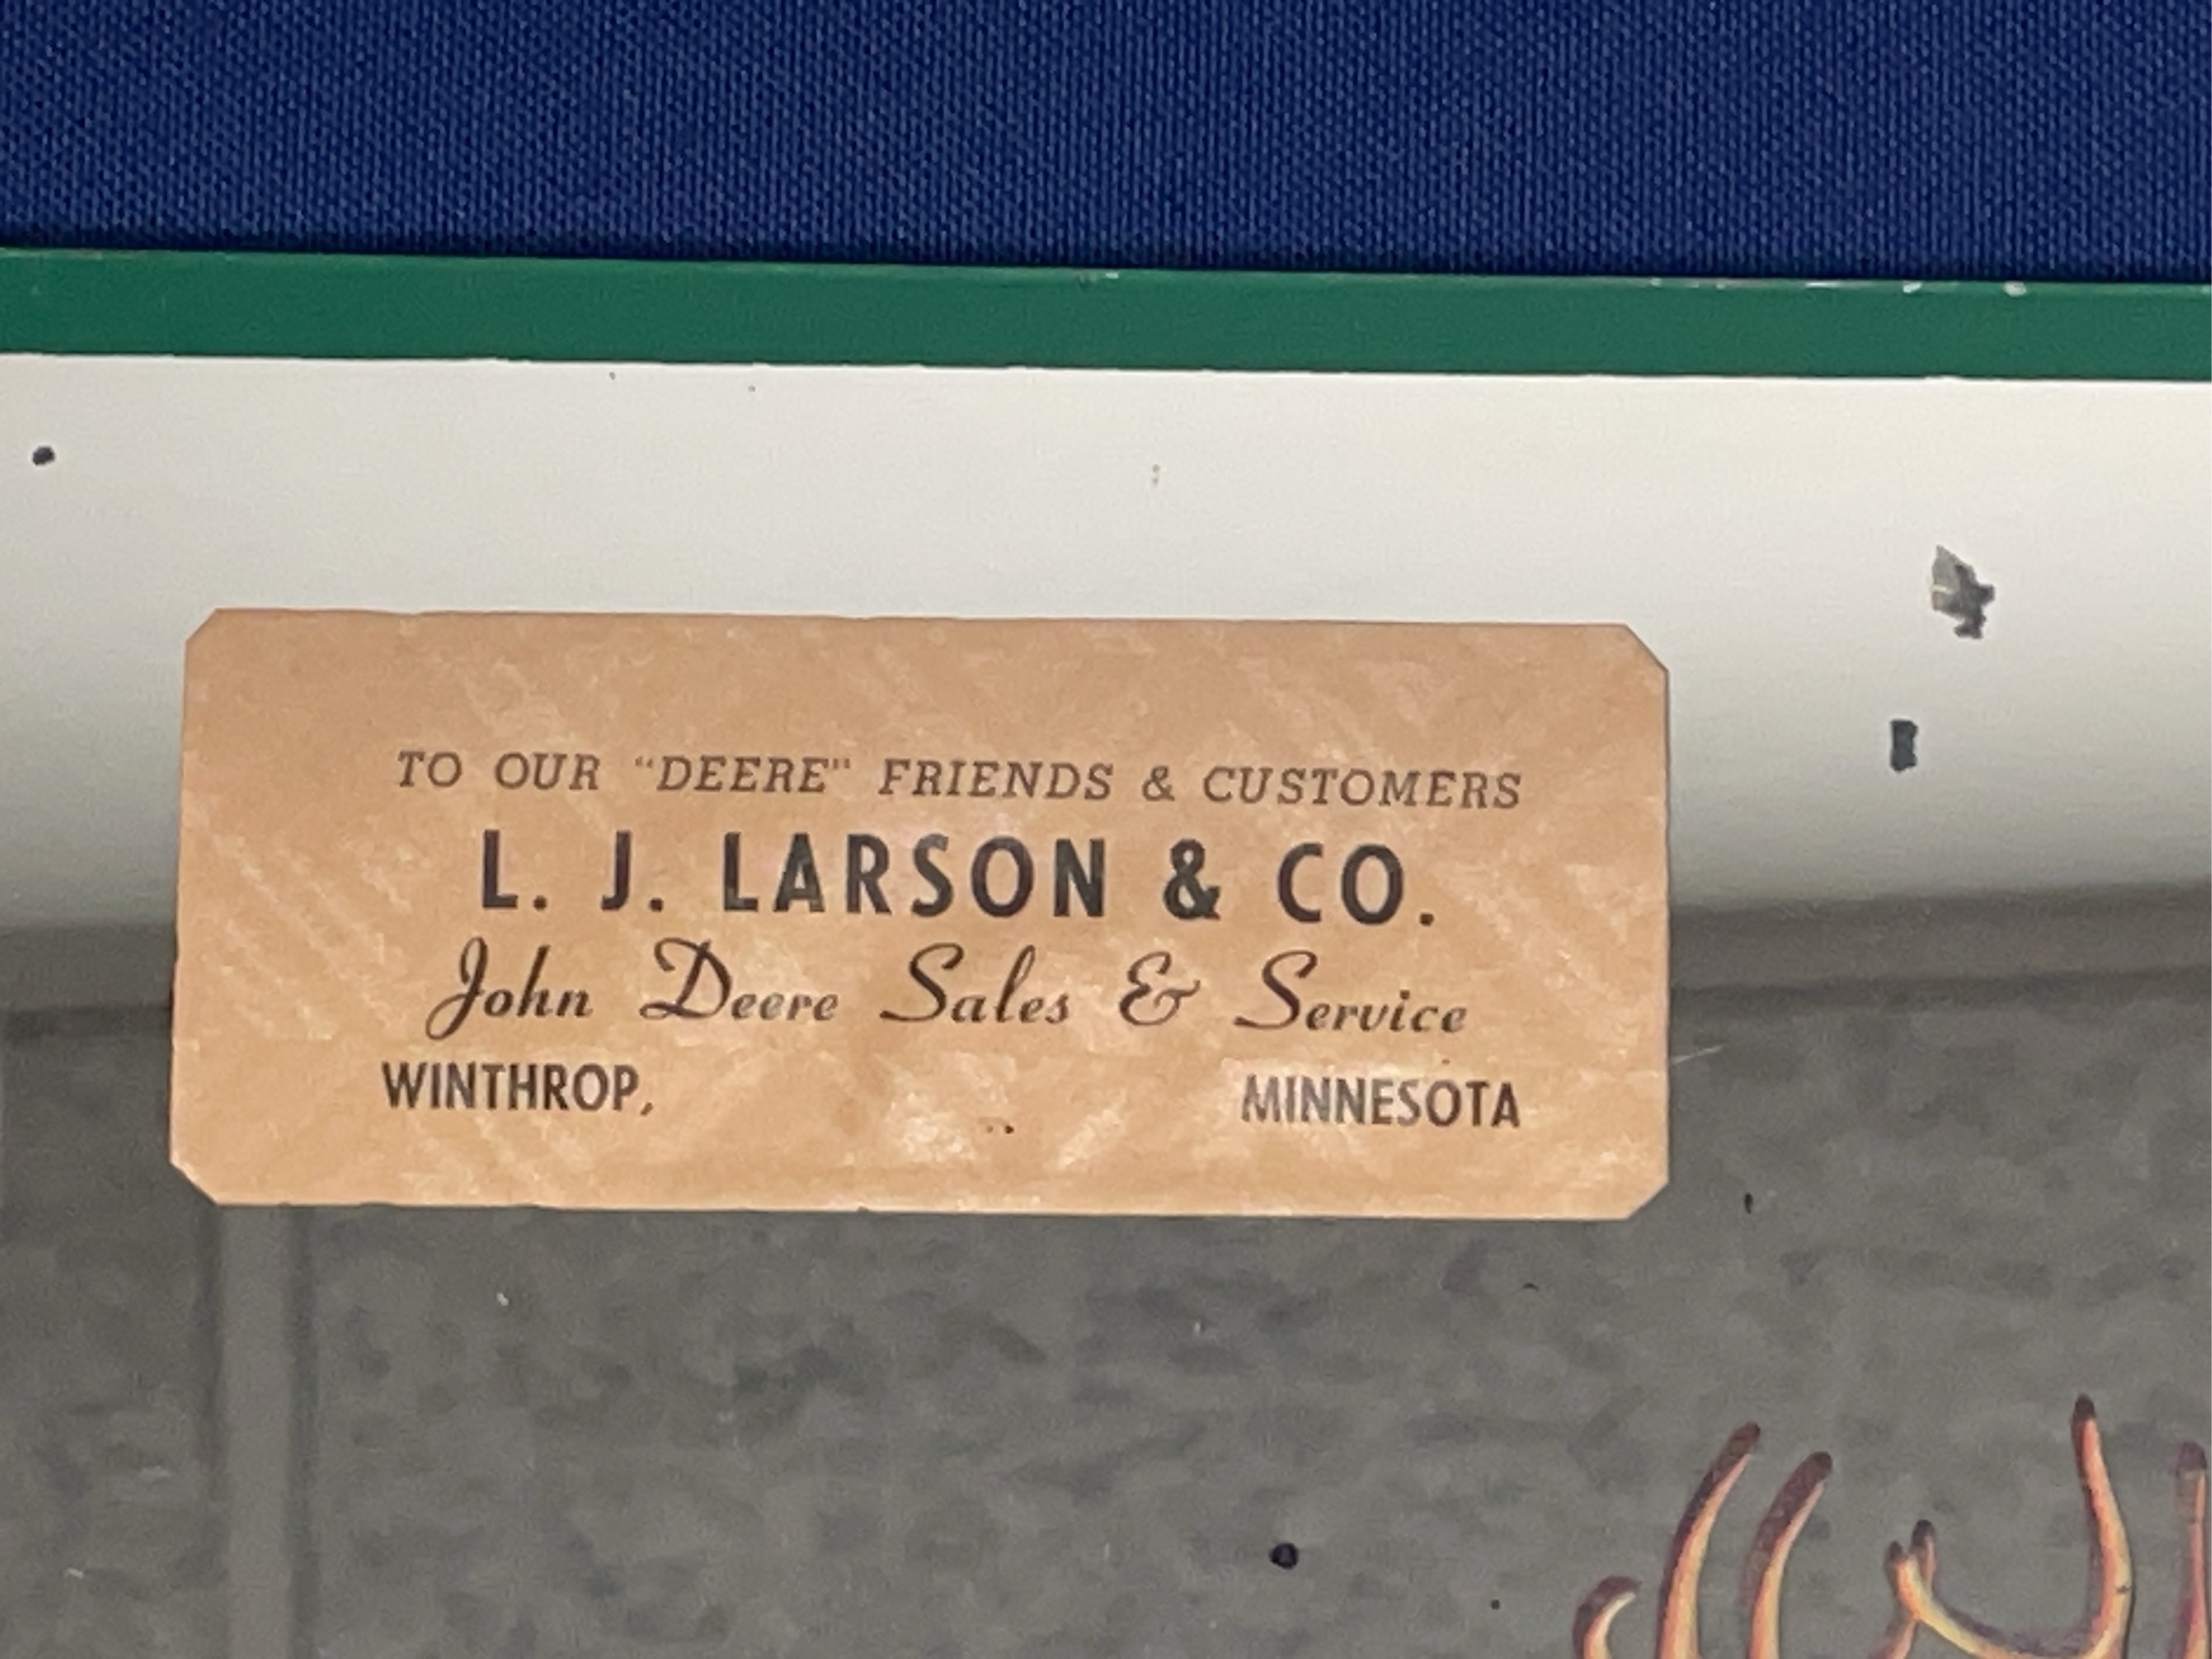 TO OUR "DEERE" FRIENDS & CUSTOMERS
L. J. LARSON & CO.
John Deere Sales & Service
WINTHROP, MINNESOTA